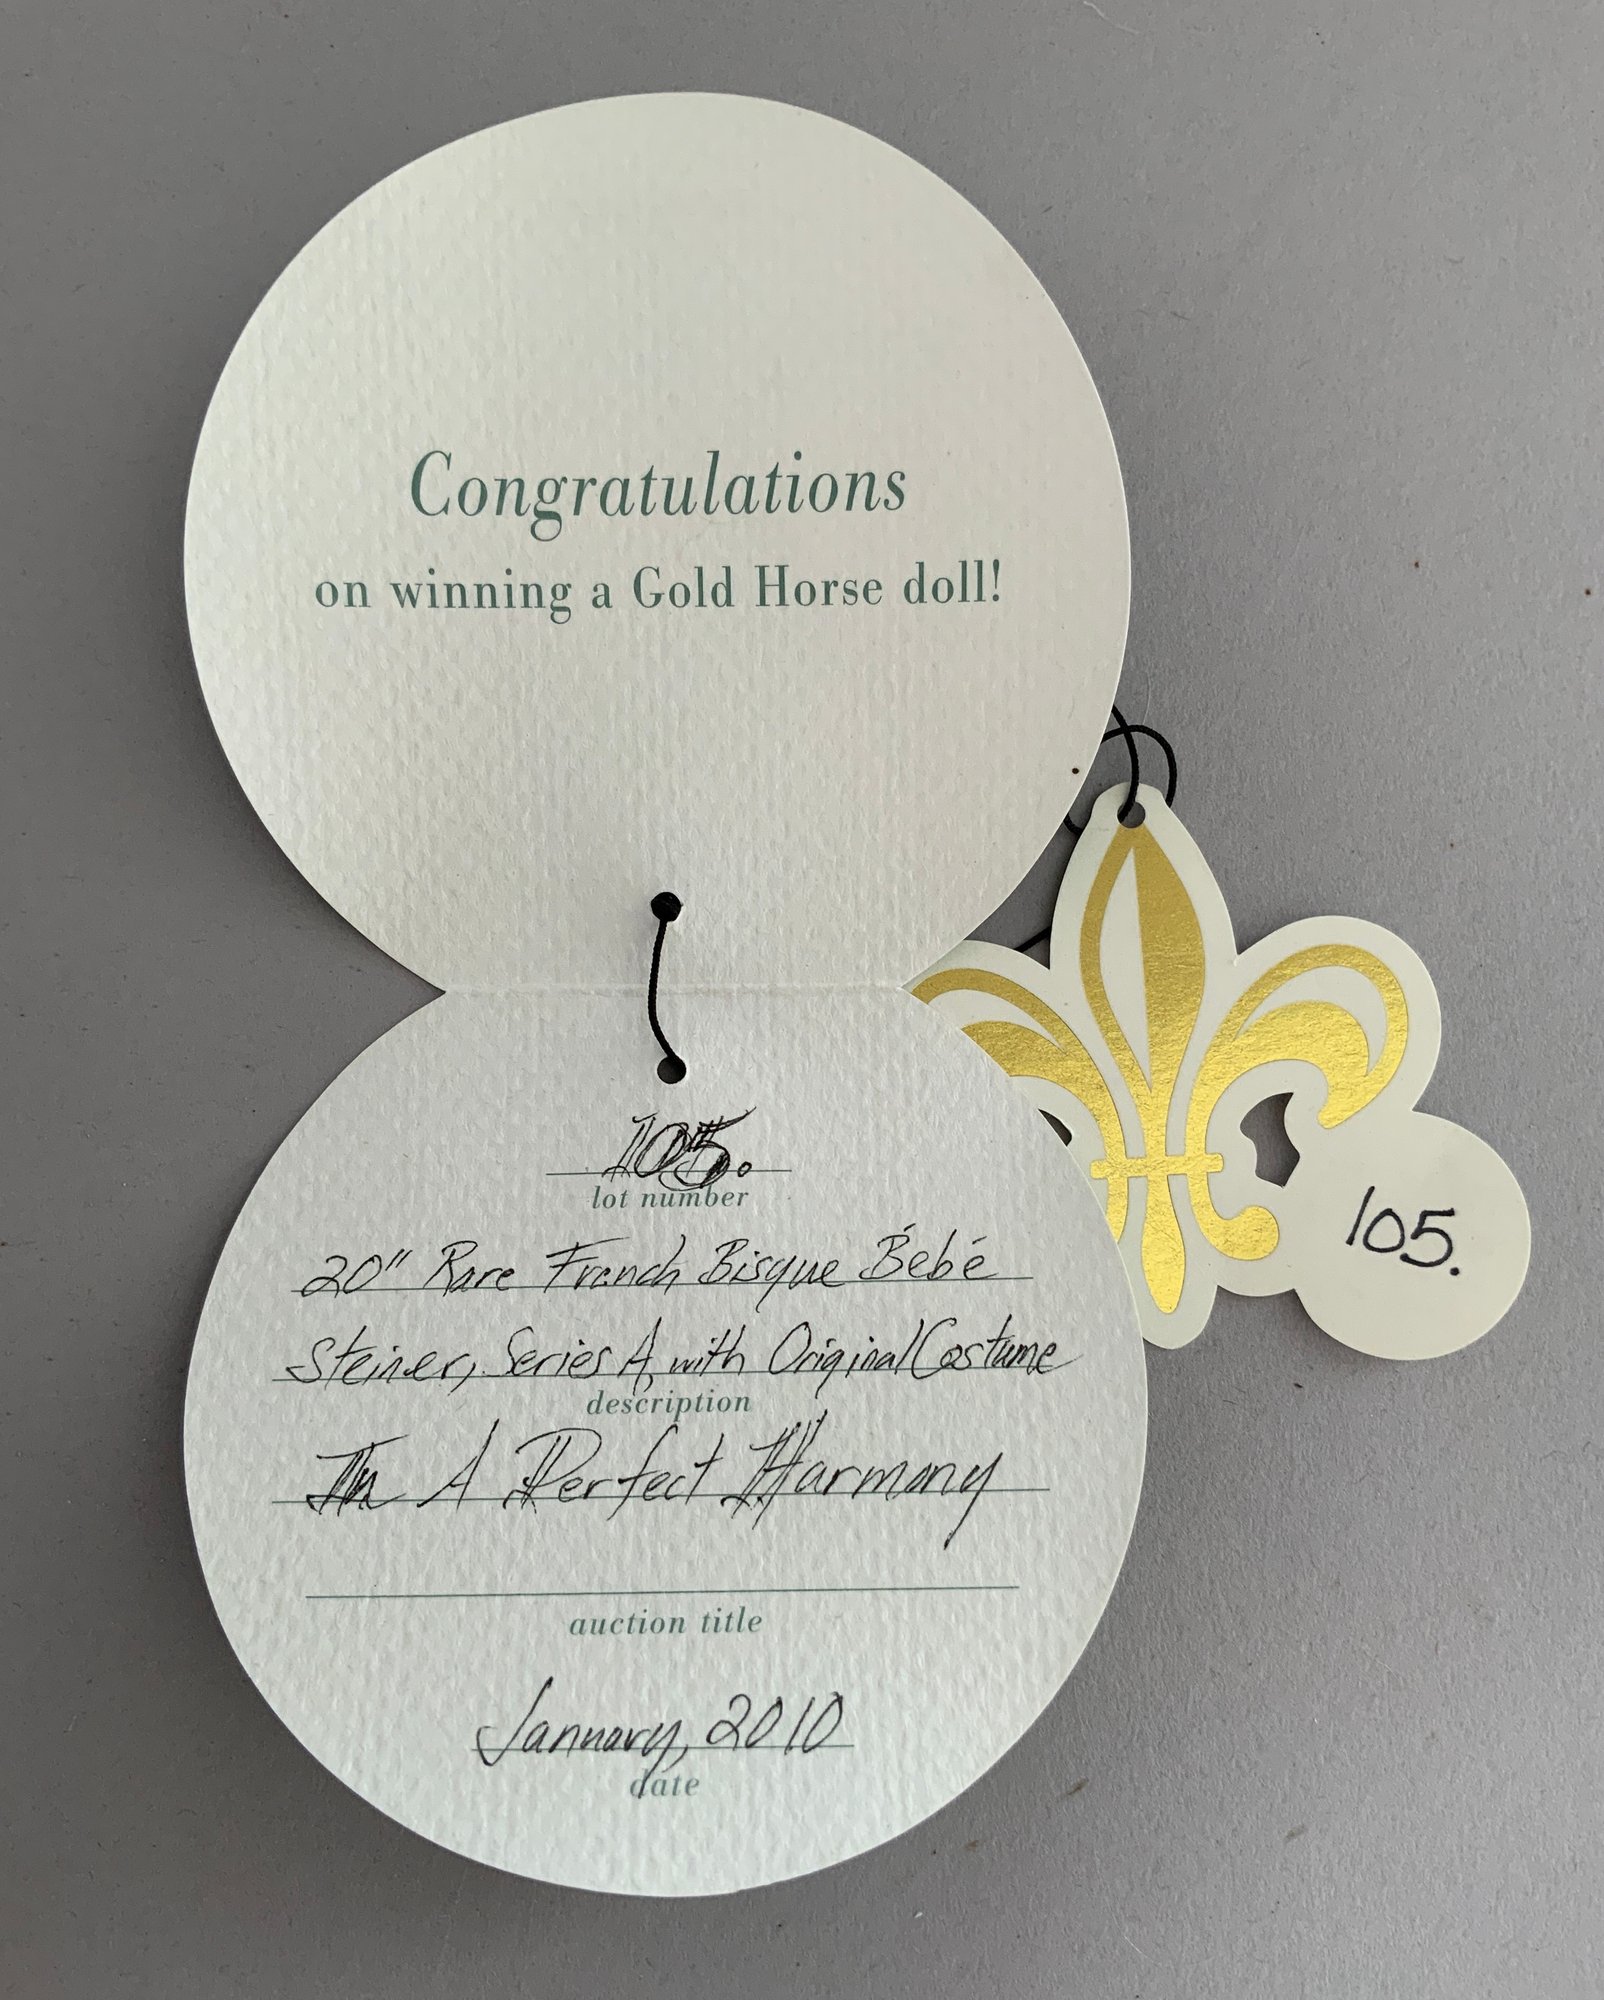 Congratulations
on winning a Gold Horse doll!
105.
lot number
20" Rare French Bisque Bébé
Steiner, Series A, with Original Costume
description
In A Perfect Harmony
auction title
January, 2010
date
105.